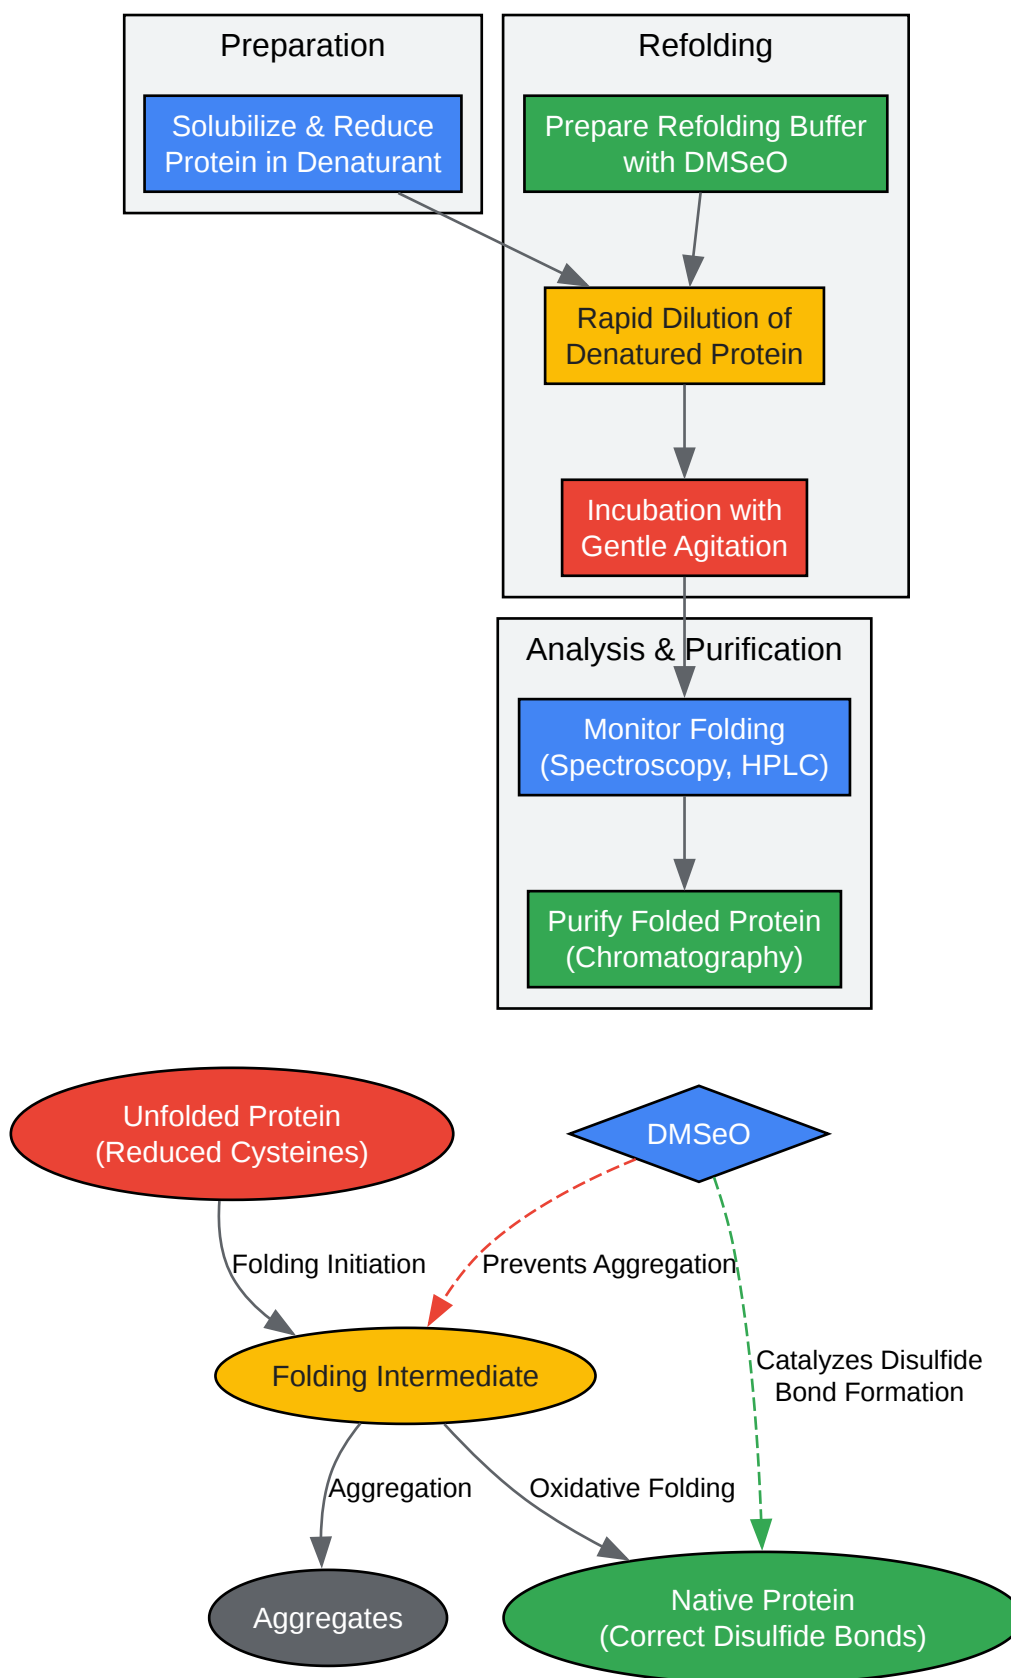 Preparation
Refolding
Solubilize & Reduce
Protein in Denaturant
Prepare Refolding Buffer
with DMSeO
Rapid Dilution of
Denatured Protein
Incubation with
Gentle Agitation
Analysis & Purification
Monitor Folding
(Spectroscopy, HPLC)
Purify Folded Protein
(Chromatography)
Unfolded Protein
(Reduced Cysteines)
DMSeO
Folding Initiation
Prevents Aggregation
Folding Intermediate
Catalyzes Disulfide
Bond Formation
Aggregation
Oxidative Folding
Aggregates
Native Protein
(Correct Disulfide Bonds)